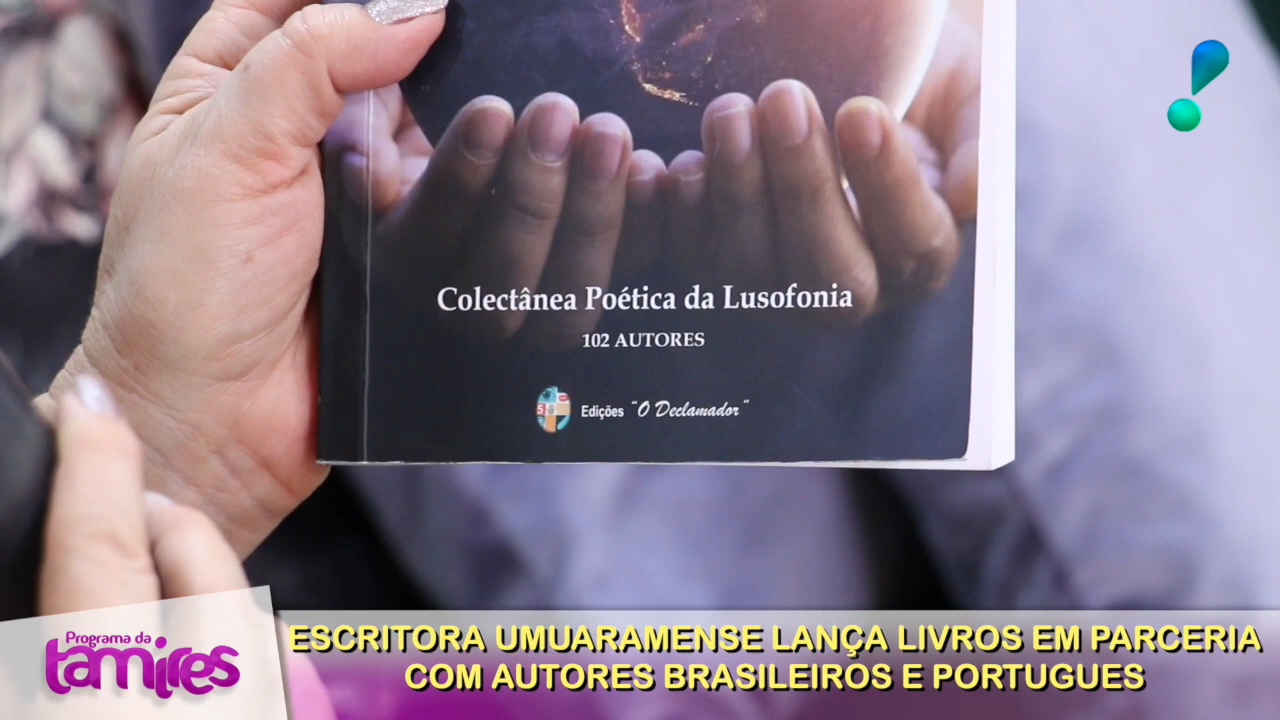 Colectânea Poética da Lusofonia
102 AUTORES
Edições "O Declamador"
Programa da
tamires
ESCRITORA UMUARAMENSE LANÇA LIVROS EM PARCERIA
COM AUTORES BRASILEIROS E PORTUGUES